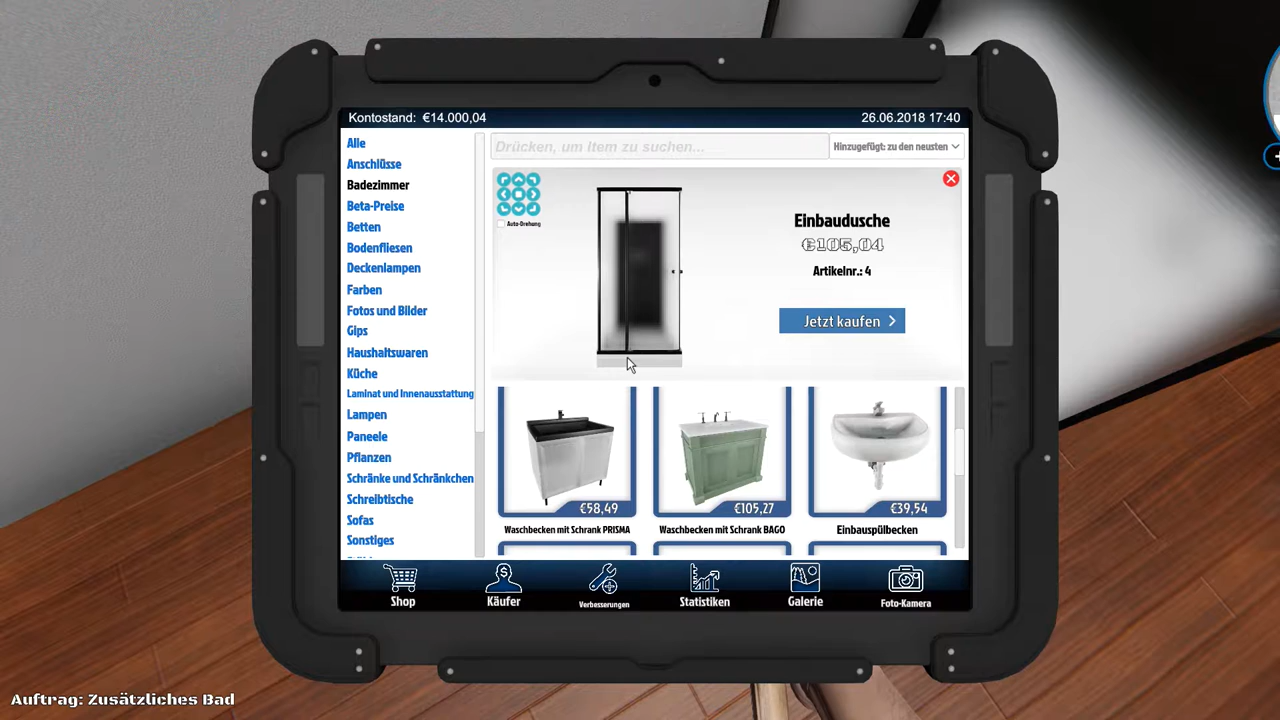 Kontostand: €14.000,04
26.06.2018 17:40
Alle
Anschlüsse
Badezimmer
Beta-Preise
Betten
Bodenfliesen
Deckenlampen
Farben
Fotos und Bilder
Gips
Haushaltswaren
Küche
Laminat und Innenausstattung
Lampen
Paneele
Pflanzen
Schränke und Schränkchen
Schreibtische
Sofas
Sonstiges
Drücken, um Item zu suchen...
Hinzugefügt: zu den neusten
Auto-Drehung
Einbaudusche
€105,04
Artikelnr.: 4
Jetzt kaufen
€58,49
€105,27
€39,54
Waschbecken mit Schrank PRISMA
Waschbecken mit Schrank BAGO
Einbauspülbecken
Shop
Käufer
Verbesserungen
Statistiken
Galerie
Foto-Kamera
Auftrag: Zusätzliches Bad